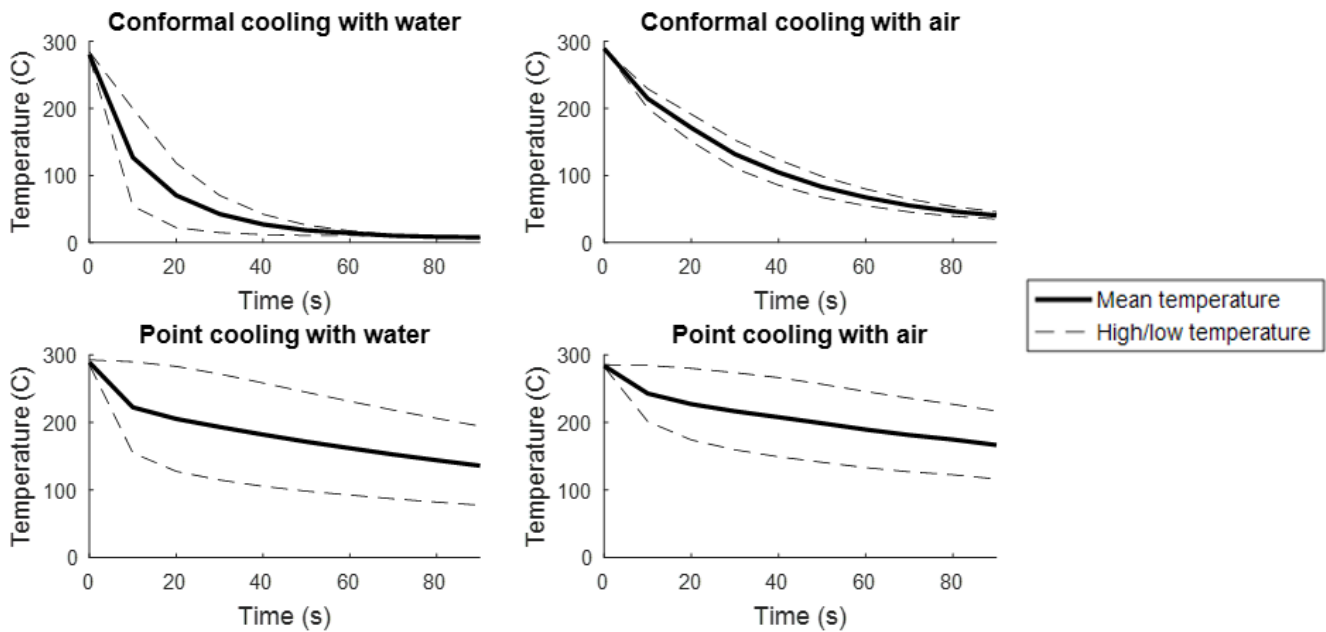 Conformal cooling with water
300
200
100
0
Temperature (C)
0 20 40 60 80
Time (s)
Conformal cooling with air
300
200
100
0
Temperature (C)
0 20 40 60 80
Time (s)
Mean temperature
High/low temperature
Point cooling with water
300
200
100
0
Temperature (C)
0 20 40 60 80
Time (s)
Point cooling with air
300
200
100
0
Temperature (C)
0 20 40 60 80
Time (s)